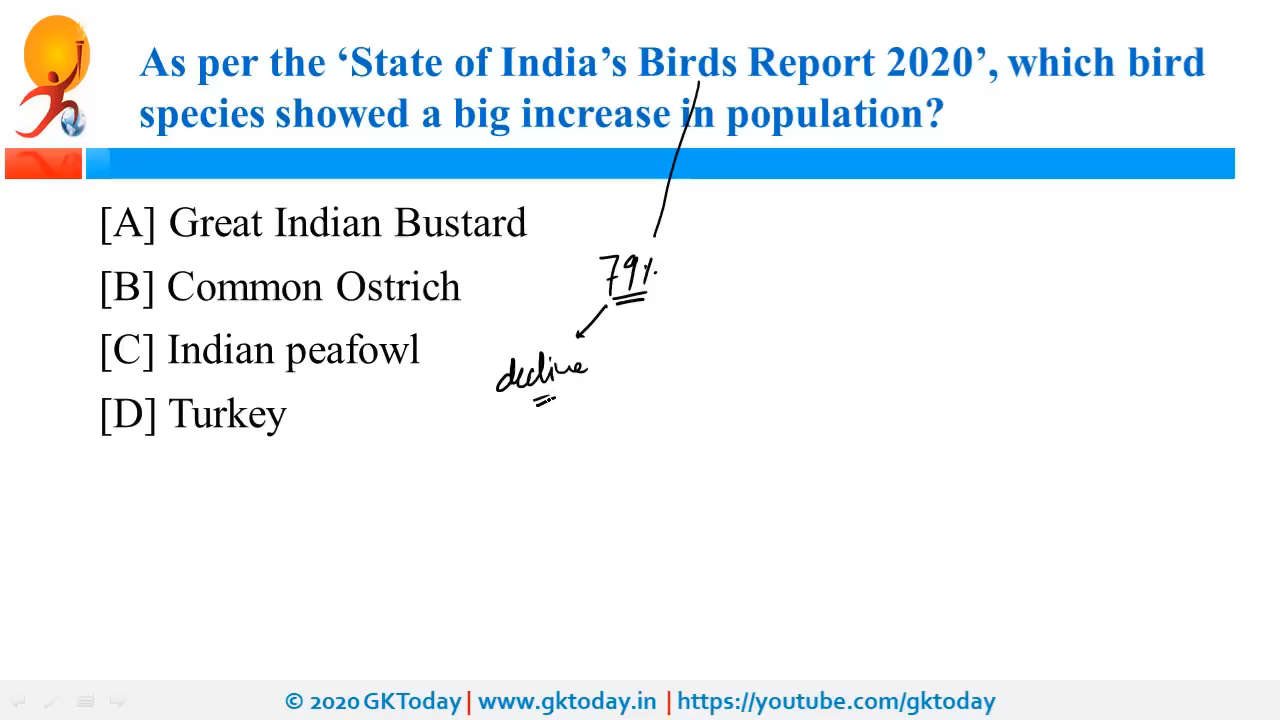 As per the ‘State of India’s Birds Report 2020’, which bird
species showed a big increase in population?
[A] Great Indian Bustard
[B] Common Ostrich
79%
[C] Indian peafowl
decline
[D] Turkey
© 2020 GKToday | www.gktoday.in | https://youtube.com/gktoday